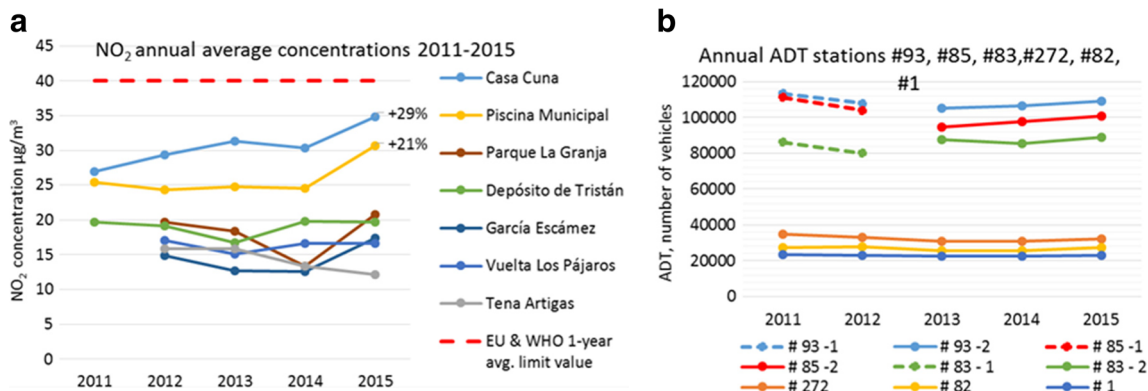 a
NO₂ annual average concentrations 2011-2015
NO₂ concentration µg/m³
45
40
35
30
25
20
15
10
5
0
2011 2012 2013 2014 2015
+29%
+21%
Casa Cuna
Piscina Municipal
Parque La Granja
Depósito de Tristán
García Escámez
Vuelta Los Pájaros
Tena Artigas
EU & WHO 1-year
avg. limit value
b
Annual ADT stations #93, #85, #83,#272, #82,
#1
ADT, number of vehicles
120000
100000
80000
60000
40000
20000
0
2011 2012 2013 2014 2015
# 93 -1 # 93 -2 # 85 -1
# 85 -2 # 83 - 1 # 83 - 2
# 272 # 82 # 1